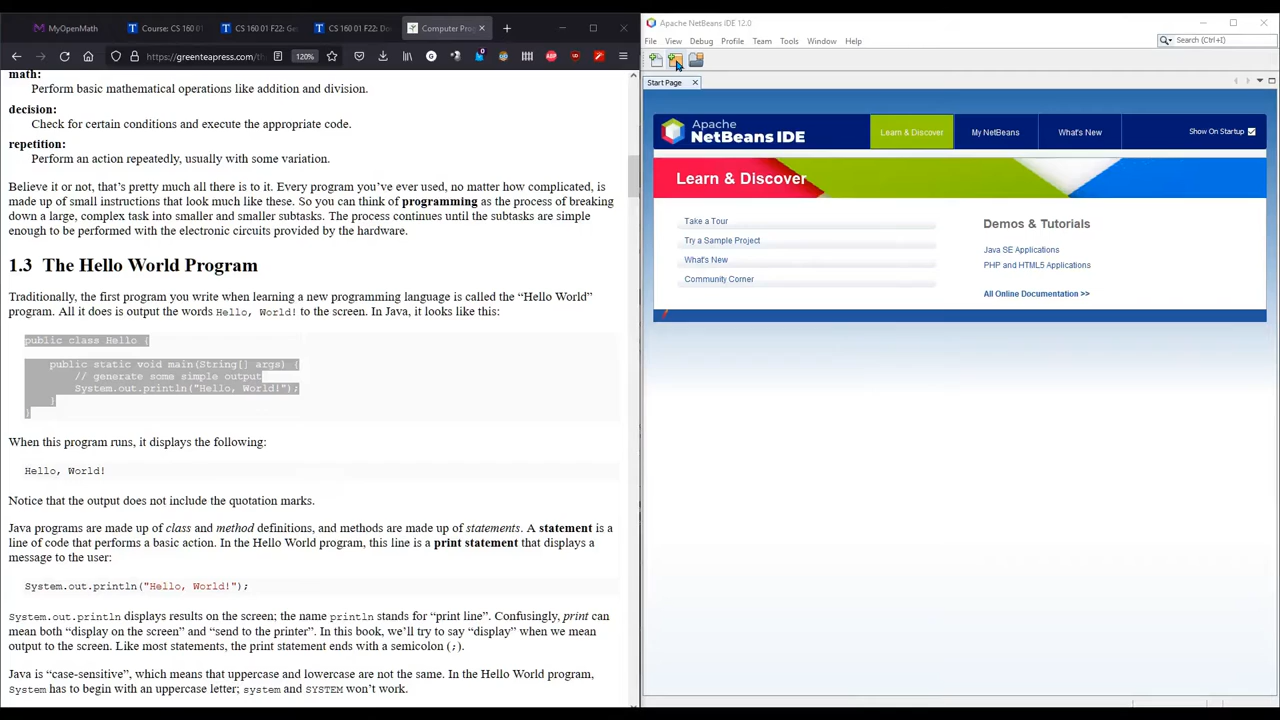 MyOpenMath
Course: CS 160 01
CS 160 01 F22: Ge
CS 160 01 F22: Dec
Computer Prog
https://greenteapress.com/thinkj
120%
math:
Perform basic mathematical operations like addition and division.
decision:
Check for certain conditions and execute the appropriate code.
repetition:
Perform an action repeatedly, usually with some variation.
Believe it or not, that’s pretty much all there is to it. Every program you’ve ever used, no matter how complicated, is
made up of small instructions that look much like these. So you can think of programming as the process of breaking
down a large, complex task into smaller and smaller subtasks. The process continues until the subtasks are simple
enough to be performed with the electronic circuits provided by the hardware.
1.3 The Hello World Program
Traditionally, the first program you write when learning a new programming language is called the “Hello World”
program. All it does is output the words Hello, World! to the screen. In Java, it looks like this:
public class Hello {
public static void main(String[] args) {
// generate some simple output
System.out.println("Hello, World!");
}
}
When this program runs, it displays the following:
Hello, World!
Notice that the output does not include the quotation marks.
Java programs are made up of class and method definitions, and methods are made up of statements. A statement is a
line of code that performs a basic action. In the Hello World program, this line is a print statement that displays a
message to the user:
System.out.println("Hello, World!");
System.out.println displays results on the screen; the name println stands for “print line”. Confusingly, print can
mean both “display on the screen” and “send to the printer”. In this book, we’ll try to say “display” when we mean
output to the screen. Like most statements, the print statement ends with a semicolon (;).
Java is “case-sensitive”, which means that uppercase and lowercase are not the same. In the Hello World program,
System has to begin with an uppercase letter; system and SYSTEM won’t work.
Apache NetBeans IDE 12.0
File View Debug Profile Team Tools Window Help
Search (Ctrl+I)
Start Page
Apache
NetBeans IDE
Learn & Discover
My NetBeans
What's New
Show On Startup
Learn & Discover
Take a Tour
Try a Sample Project
What's New
Community Corner
Demos & Tutorials
Java SE Applications
PHP and HTML5 Applications
All Online Documentation >>